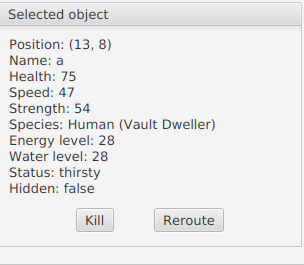 Selected object
Position: (13, 8)
Name: a
Health: 75
Speed: 47
Strength: 54
Species: Human (Vault Dweller)
Energy level: 28
Water level: 28
Status: thirsty
Hidden: false
Kill Reroute